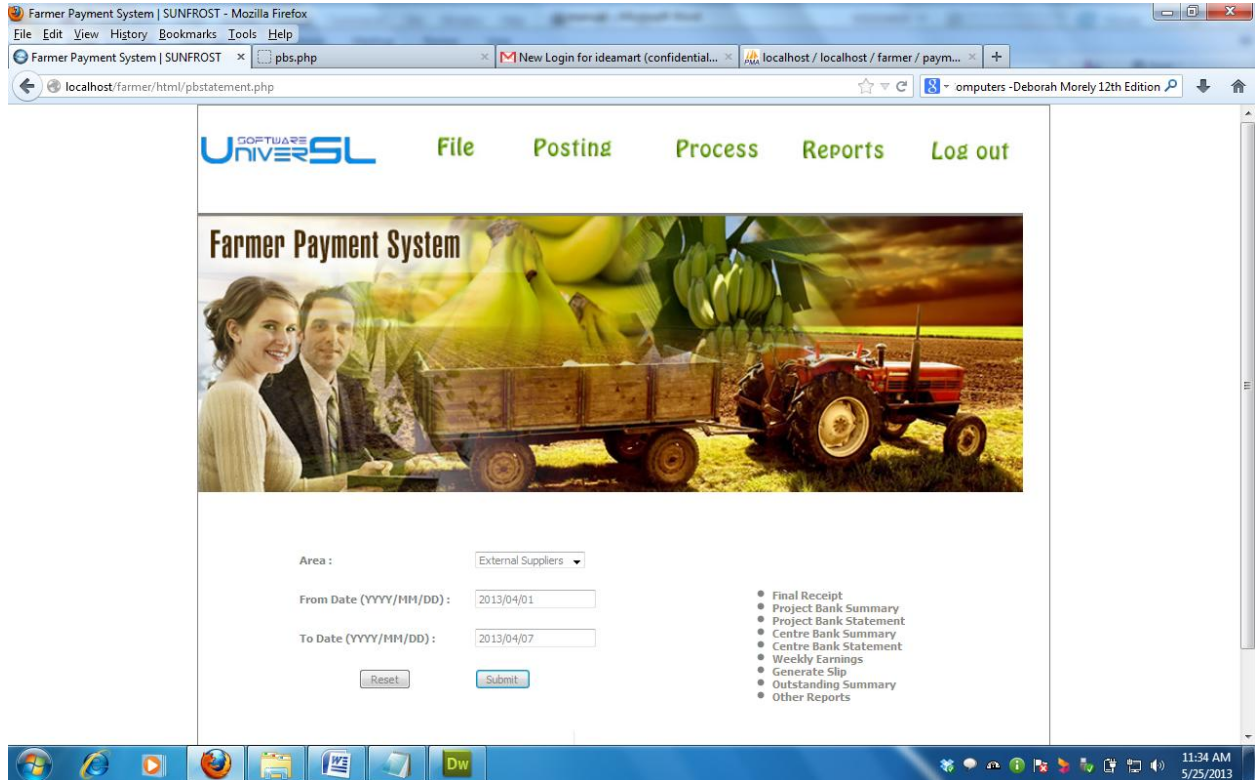 Farmer Payment System | SUNFROST - Mozilla Firefox
File Edit View History Bookmarks Tools Help
Farmer Payment System | SUNFROST × pbs.php × New Login for ideamart (confidential... × localhost / localhost / farmer / paym... × +
localhost/farmer/html/pbstatement.php omputers -Deborah Morely 12th Edition
SOFTWARE
UNIVERSL
File Posting Process Reports Log out
Farmer Payment System
Area : External Suppliers
From Date (YYYY/MM/DD) : 2013/04/01
To Date (YYYY/MM/DD) : 2013/04/07
Reset Submit
Final Receipt
Project Bank Summary
Project Bank Statement
Centre Bank Summary
Centre Bank Statement
Weekly Earnings
Generate Slip
Outstanding Summary
Other Reports
Dw
11:34 AM
5/25/2013